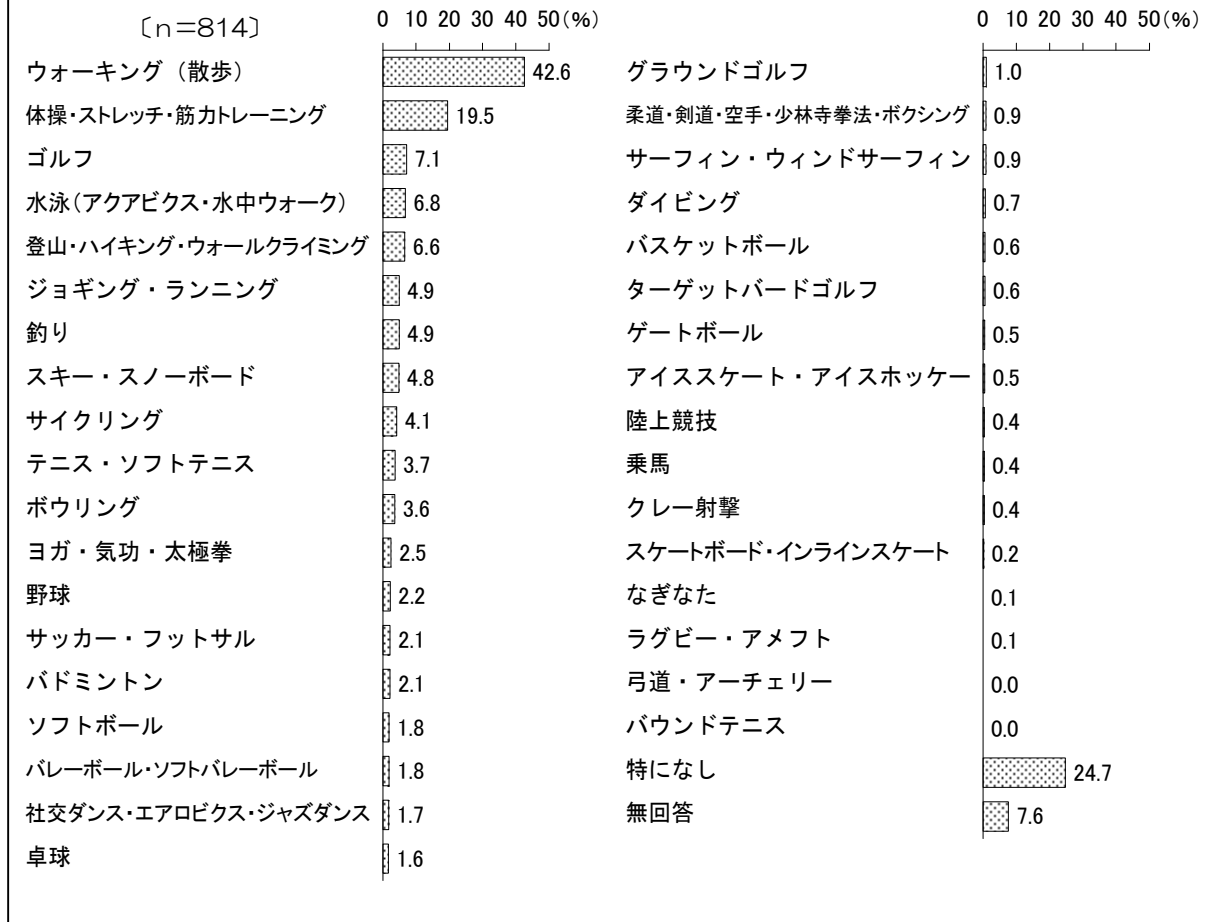 〔n=814〕
0 10 20 30 40 50(%)
ウォーキング（散歩） 42.6
体操・ストレッチ・筋力トレーニング 19.5
ゴルフ 7.1
水泳（アクアビクス・水中ウォーク） 6.8
登山・ハイキング・ウォールクライミング 6.6
ジョギング・ランニング 4.9
釣り 4.9
スキー・スノーボード 4.8
サイクリング 4.1
テニス・ソフトテニス 3.7
ボウリング 3.6
ヨガ・気功・太極拳 2.5
野球 2.2
サッカー・フットサル 2.1
バドミントン 2.1
ソフトボール 1.8
バレーボール・ソフトバレーボール 1.8
社交ダンス・エアロビクス・ジャズダンス 1.7
卓球 1.6
0 10 20 30 40 50(%)
グラウンドゴルフ 1.0
柔道・剣道・空手・少林寺拳法・ボクシング 0.9
サーフィン・ウィンドサーフィン 0.9
ダイビング 0.7
バスケットボール 0.6
ターゲットバードゴルフ 0.6
ゲートボール 0.5
アイススケート・アイスホッケー 0.5
陸上競技 0.4
乗馬 0.4
クレー射撃 0.4
スケートボード・インラインスケート 0.2
なぎなた 0.1
ラグビー・アメフト 0.1
弓道・アーチェリー 0.0
バウンドテニス 0.0
特になし 24.7
無回答 7.6